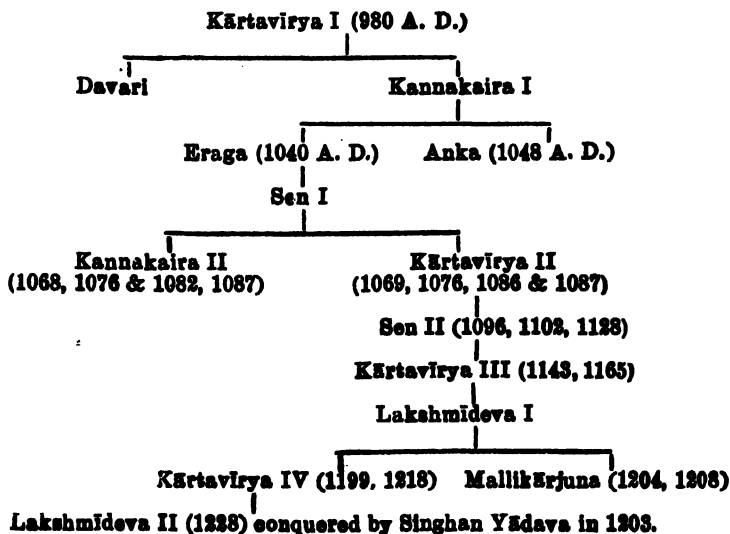 Kārtavīrya I (980 A. D.)
Davari Kannakaira I
Eraga (1040 A. D.) Anka (1048 A. D.)
Sen I
Kannakaira II Kārtavīrya II
(1068, 1076 & 1082, 1087) (1069, 1076, 1086 & 1087)
Sen II (1096, 1102, 1128)
Kārtavīrya III (1143, 1165)
Lakshmīdeva I
Kārtavīrya IV (1199, 1218) Mallikārjuna (1204, 1208)
Lakshmīdeva II (1228) conquered by Singhan Yādava in 1203.